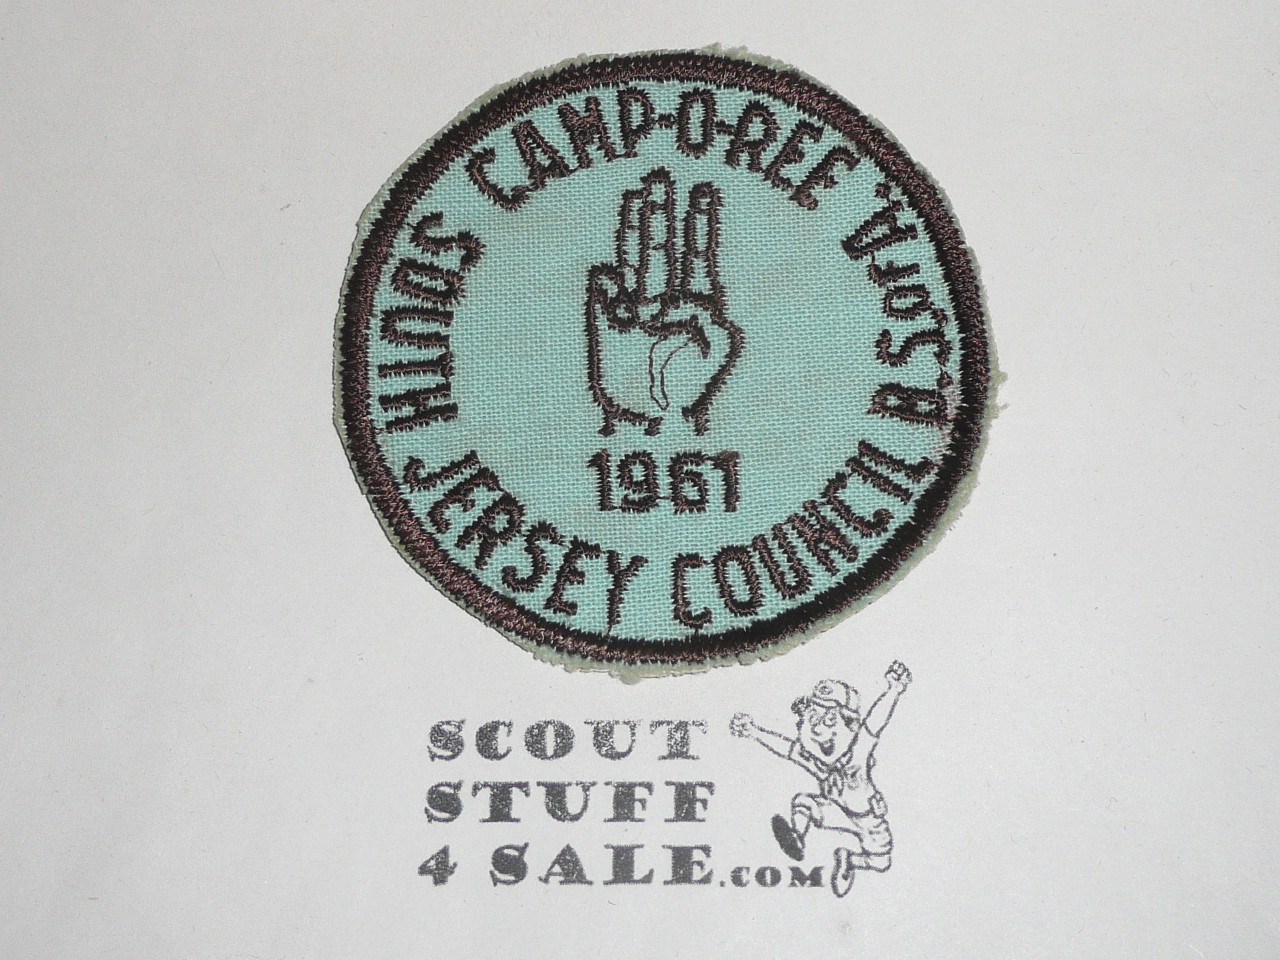 CAMP-O-REE
SOUTH JERSEY COUNCIL B S OF A.
1961
SCOUT
STUFF
4 SALE.COM